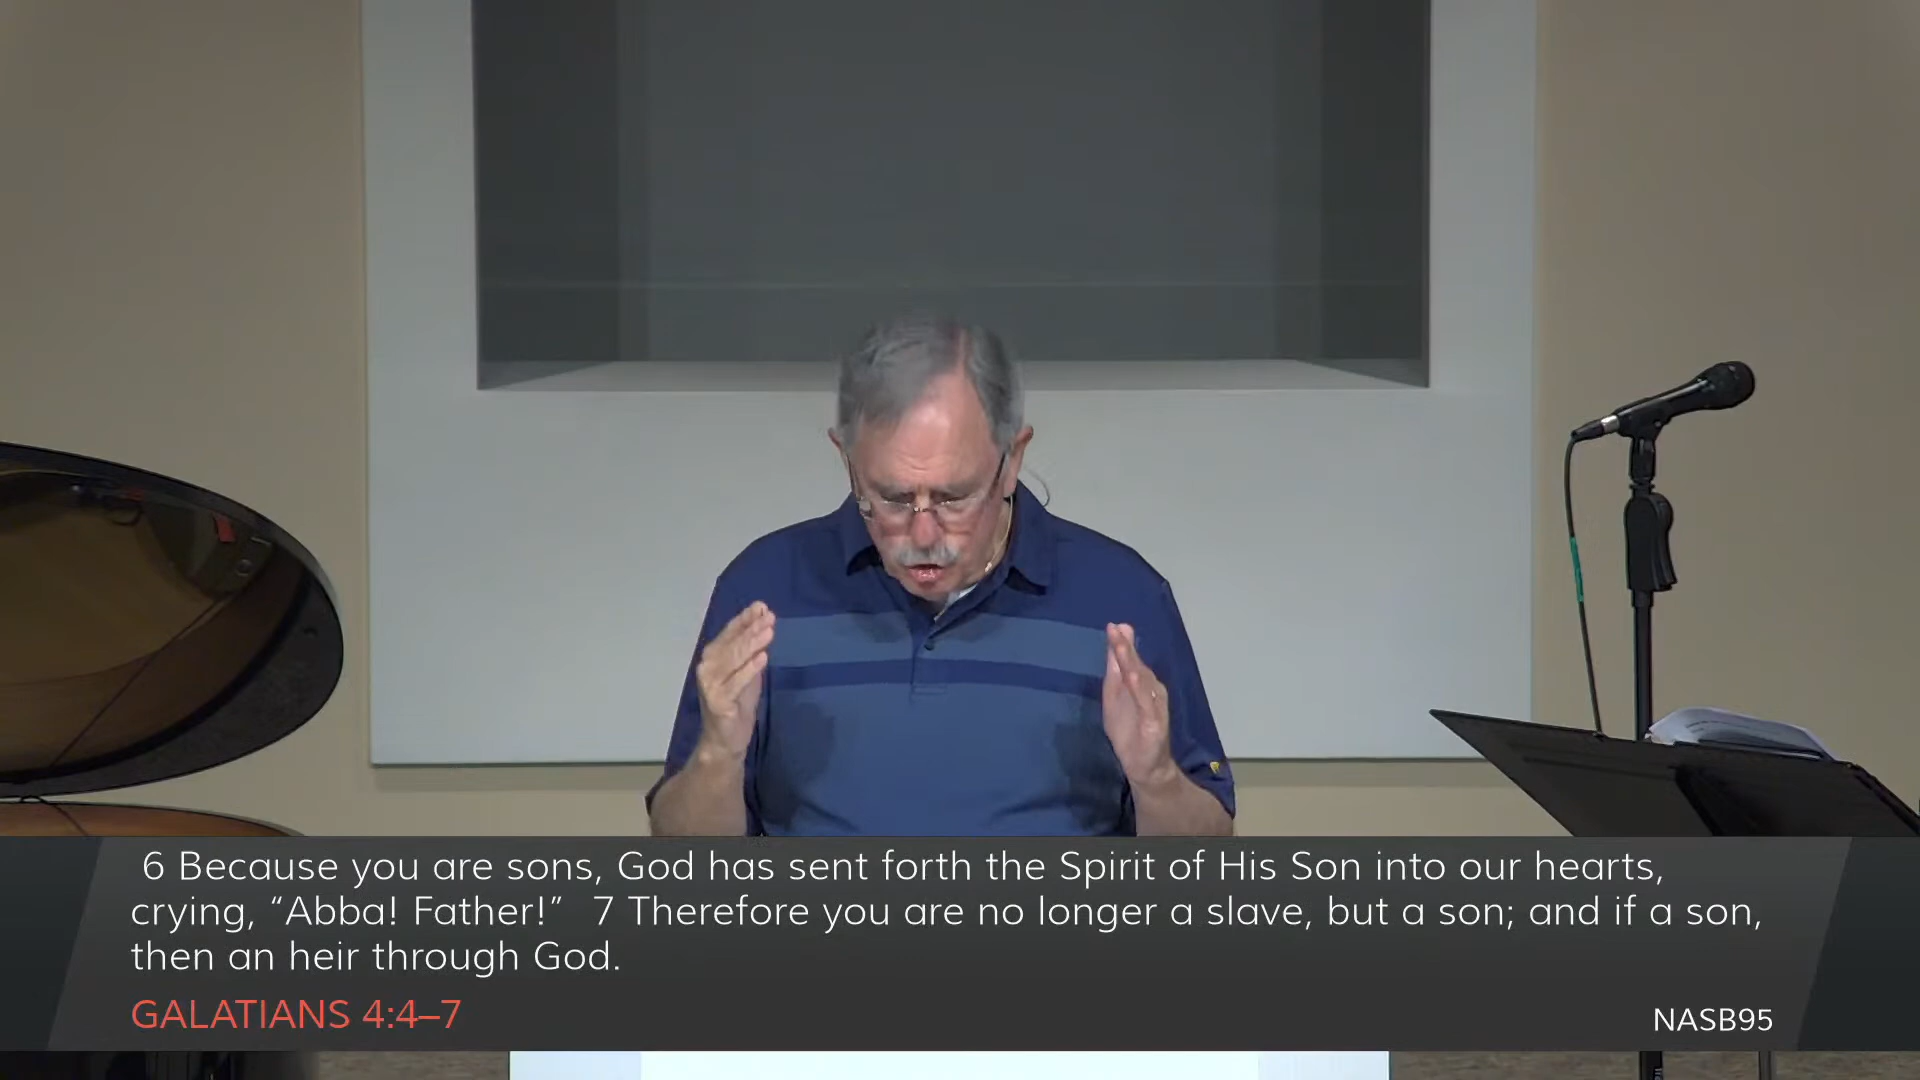 6 Because you are sons, God has sent forth the Spirit of His Son into our hearts,
crying, “Abba! Father!”  7 Therefore you are no longer a slave, but a son; and if a son,
then an heir through God.
GALATIANS 4:4–7
NASB95